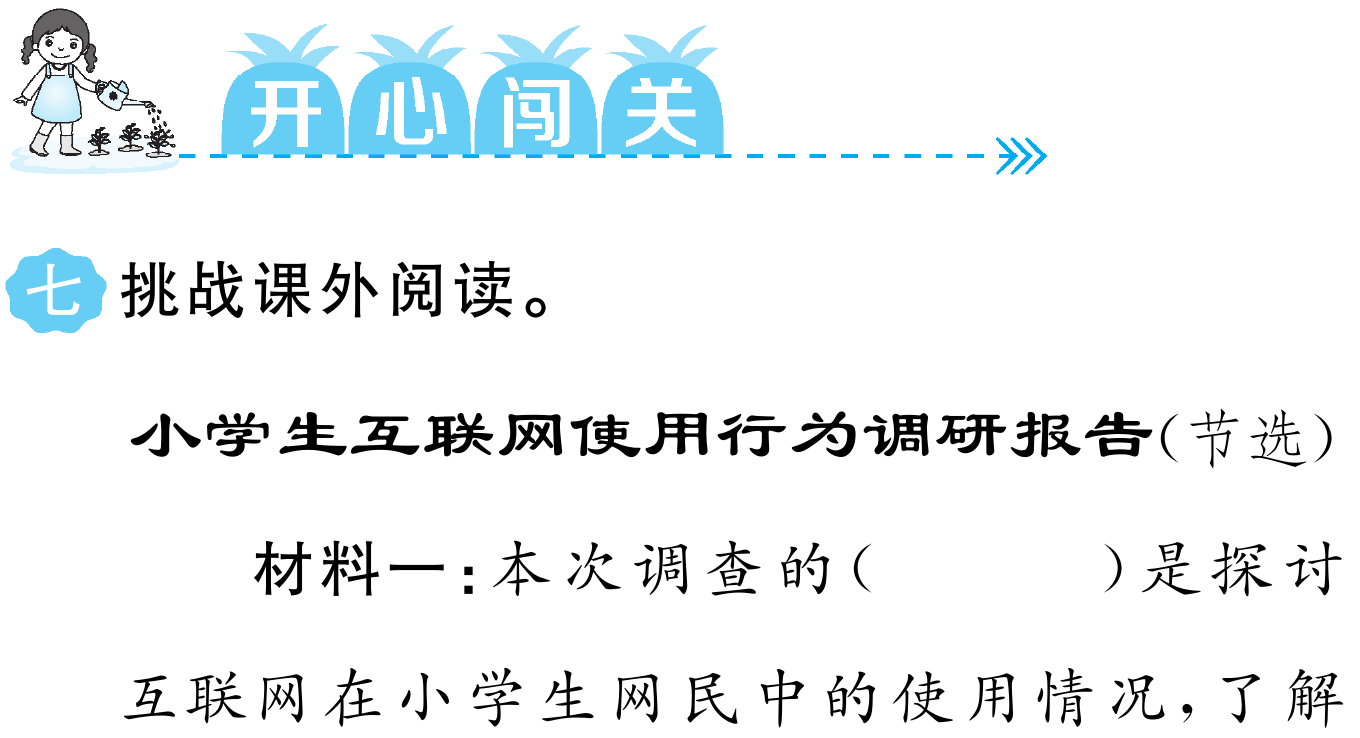 开心闯关
七 挑战课外阅读。
小学生互联网使用行为调研报告(节选)
材料一:本次调查的(　　　)是探讨
互联网在小学生网民中的使用情况,了解